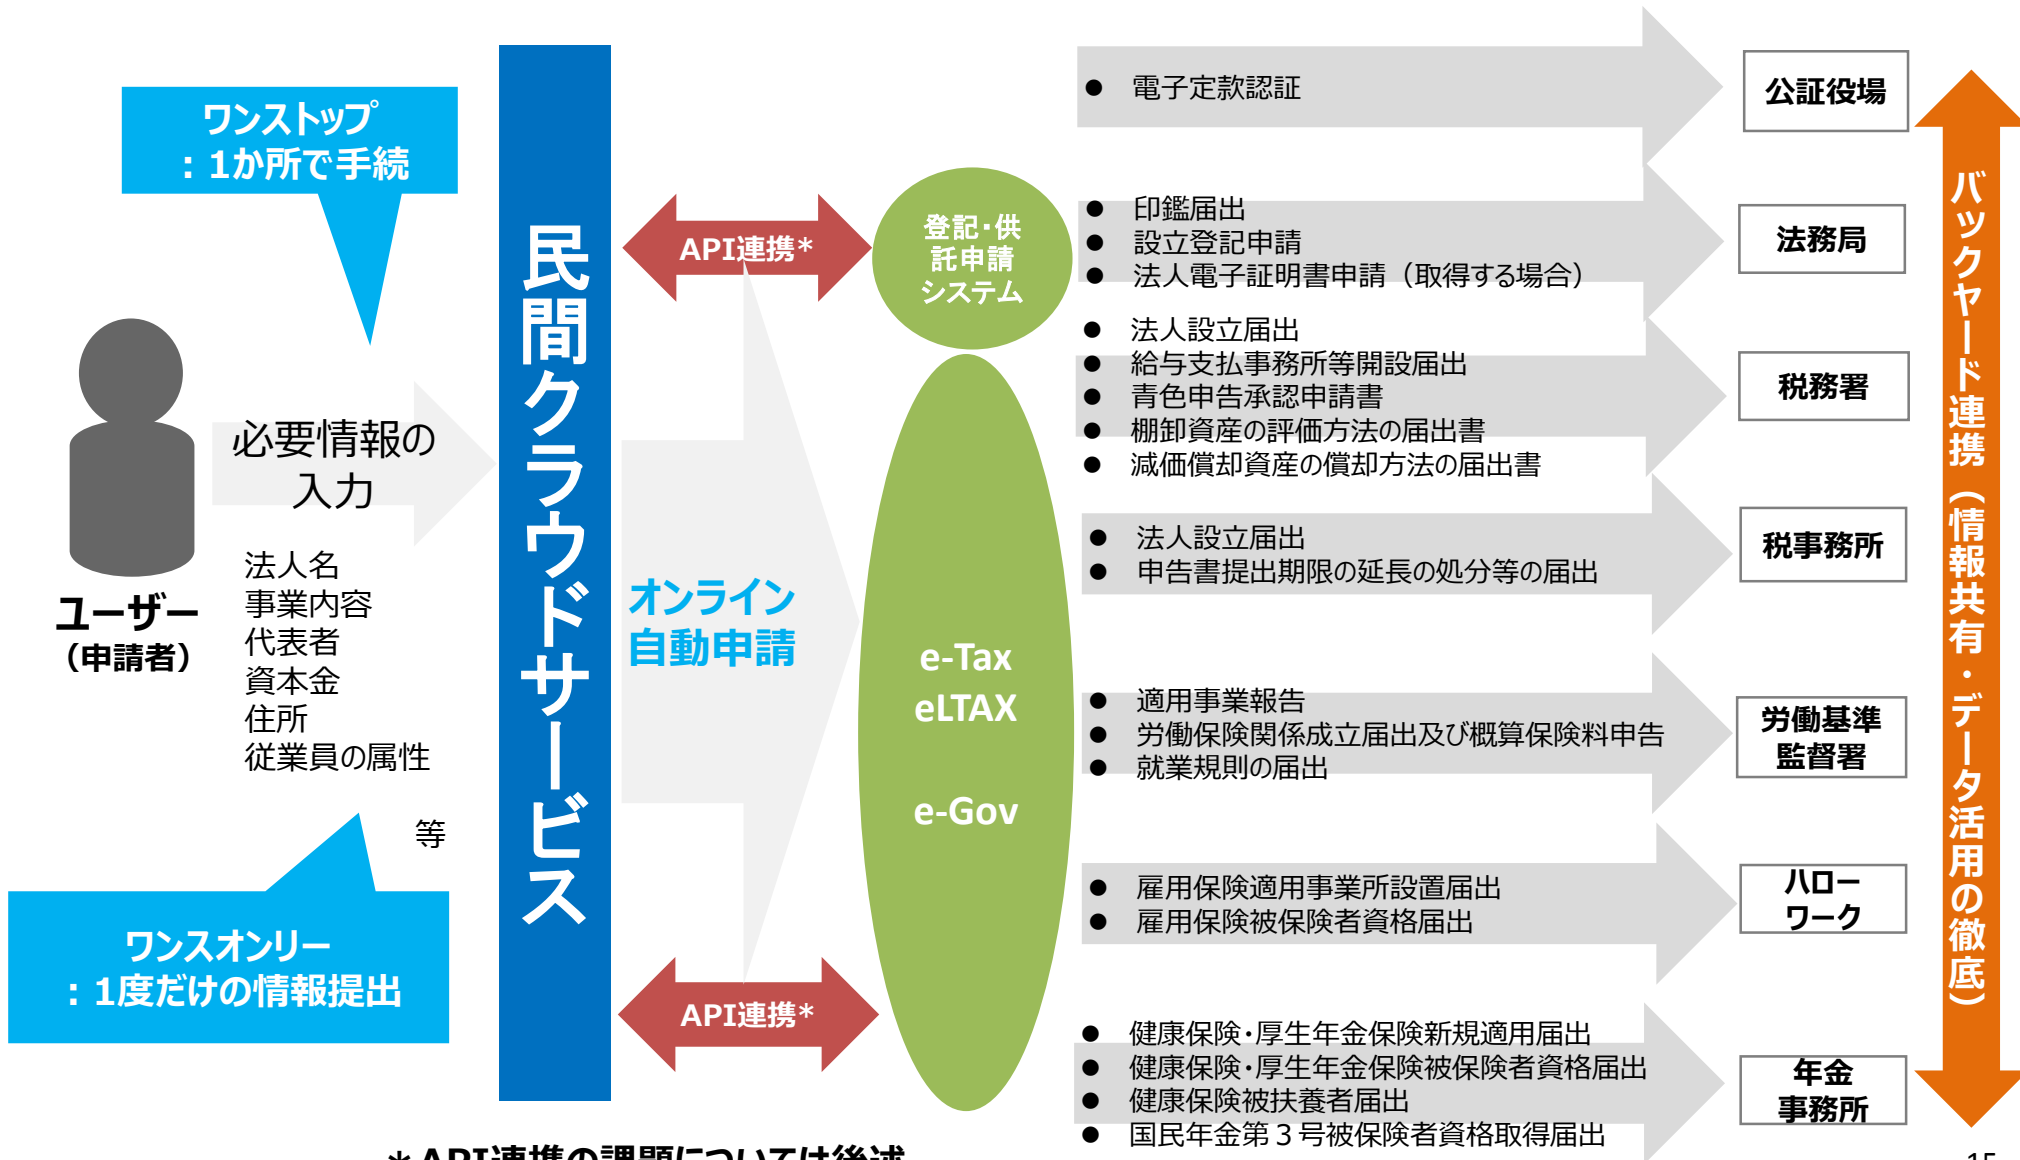 ワンストップ
：1か所で手続
ユーザー
（申請者）
必要情報の
入力
法人名
事業内容
代表者
資本金
住所
従業員の属性
等
ワンスオンリー
：1度だけの情報提出
民間クラウドサービス
API連携*
オンライン
自動申請
API連携*
登記・供
託申請
システム
e-Tax
eLTAX
e-Gov
● 電子定款認証
公証役場
● 印鑑届出
● 設立登記申請
● 法人電子証明書申請（取得する場合）
法務局
● 法人設立届出
● 給与支払事務所等開設届出
● 青色申告承認申請書
● 棚卸資産の評価方法の届出書
● 減価償却資産の償却方法の届出書
税務署
● 法人設立届出
● 申告書提出期限の延長の処分等の届出
税事務所
● 適用事業報告
● 労働保険関係成立届出及び概算保険料申告
● 就業規則の届出
労働基準
監督署
● 雇用保険適用事業所設置届出
● 雇用保険被保険者資格届出
ハロー
ワーク
● 健康保険・厚生年金保険新規適用届出
● 健康保険・厚生年金保険被保険者資格届出
● 健康保険被扶養者届出
● 国民年金第３号被保険者資格取得届出
年金
事務所
バックヤード連携（情報共有・データ活用の徹底）
＊API連携の課題については後述
15